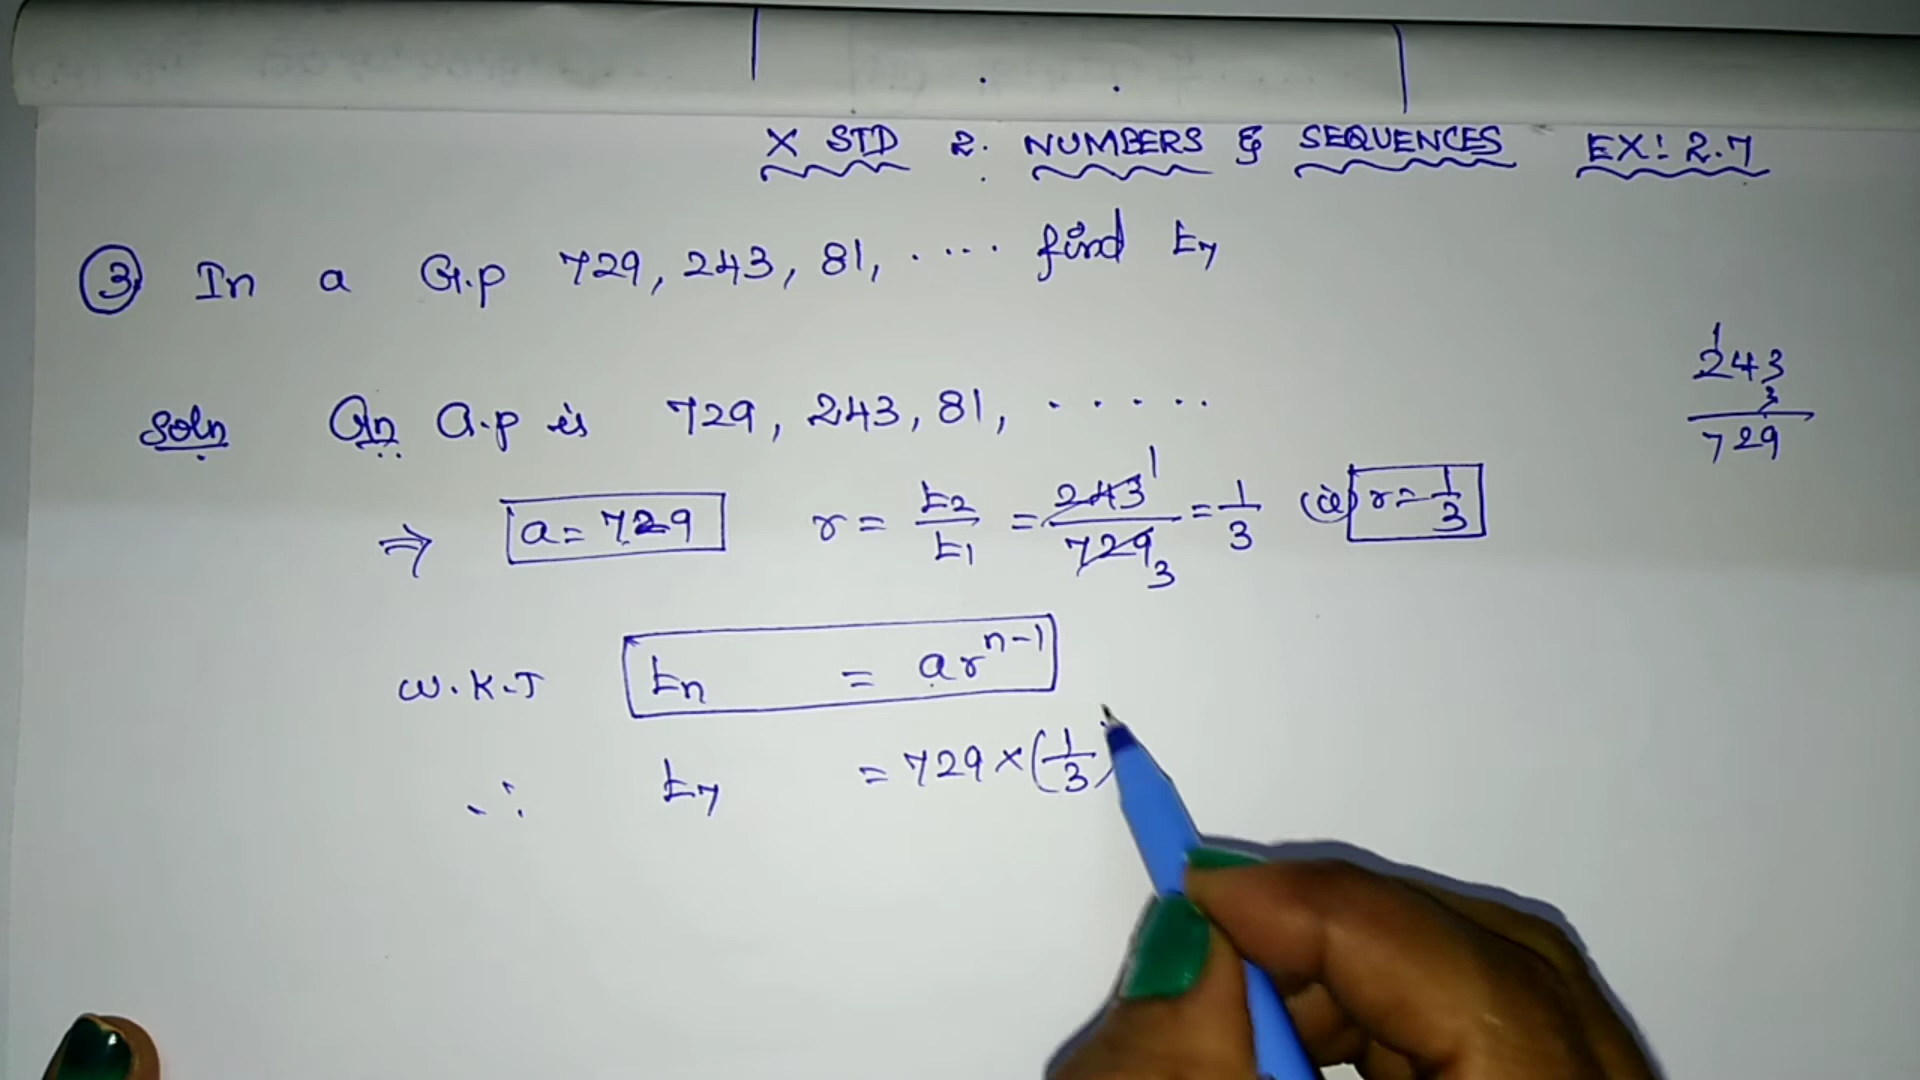 X STD 2. NUMBERS & SEQUENCES EX: 2.7
③ In a G.P 729, 243, 81, ..... find t₇
Soln Gn G.P is 729, 243, 81, ......
243
3
729
⇒ a = 729 r = t₂/t₁ = 243/729 = 1/3 (ie) r = 1/3
W.K.T tₙ = arⁿ⁻¹
∴ t₇ = 729 × (1/3)